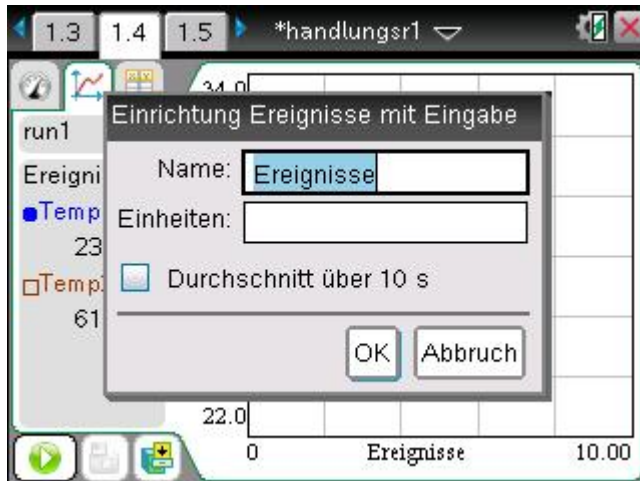 1.3 1.4 1.5 *handlungsr1
34.0
Einrichtung Ereignisse mit Eingabe
run1
Name: Ereignisse
Ereigni
Temp
Einheiten:
23
Durchschnitt über 10 s
Temp
61
OK Abbruch
22.0
0 Ereignisse 10.00